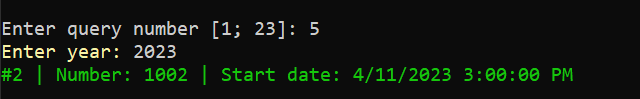 Enter query number [1; 23]: 5
Enter year: 2023
#2 | Number: 1002 | Start date: 4/11/2023 3:00:00 PM